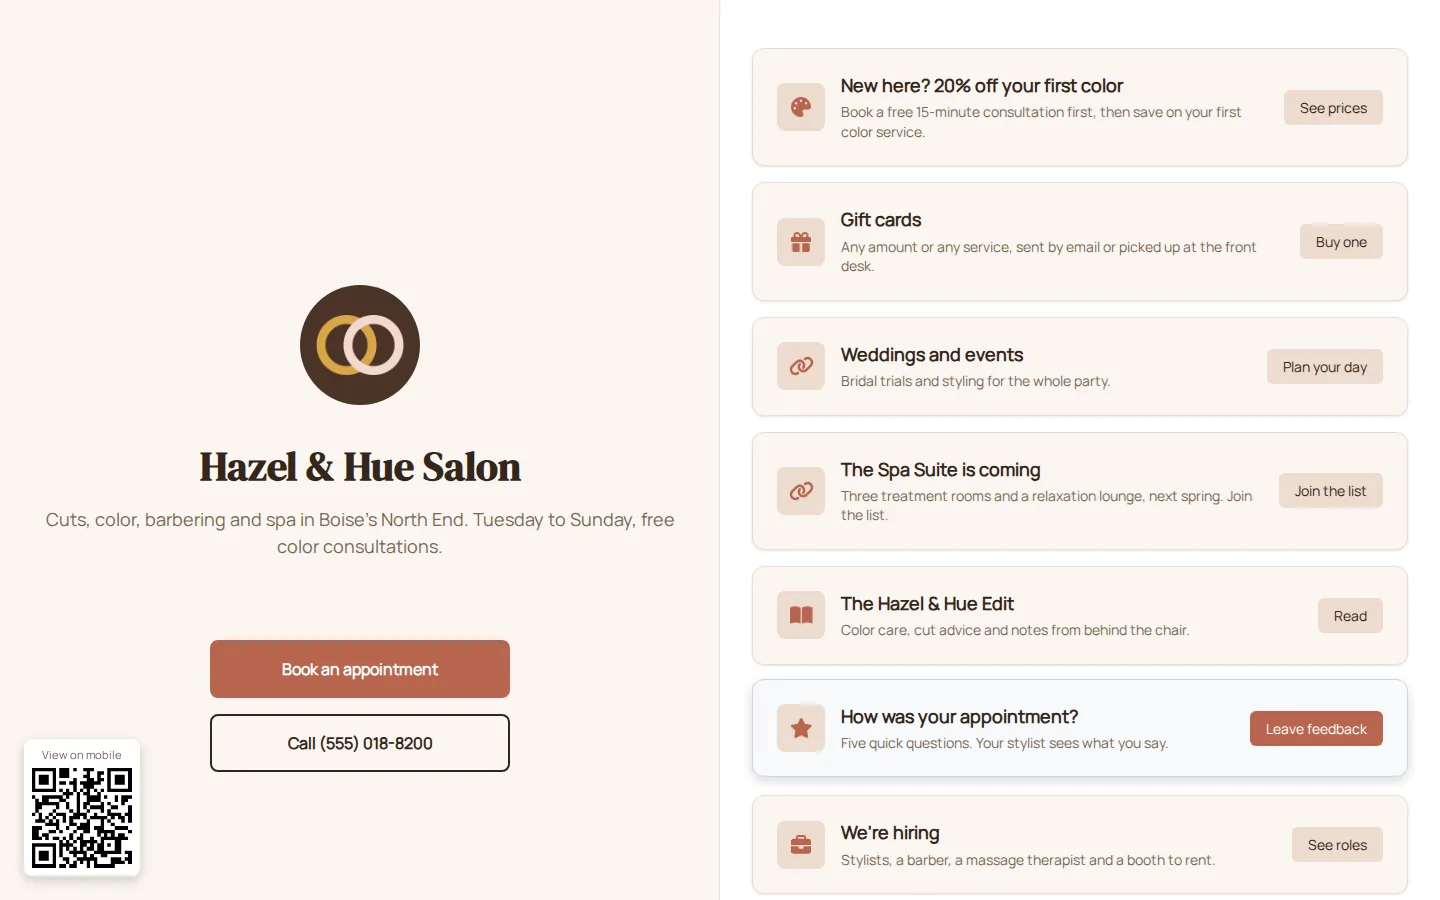 Hazel & Hue Salon
Cuts, color, barbering and spa in Boise's North End. Tuesday to Sunday, free
color consultations.
Book an appointment
Call (555) 018-8200
View on mobile
New here? 20% off your first color
Book a free 15-minute consultation first, then save on your first
color service.
See prices
Gift cards
Any amount or any service, sent by email or picked up at the front
desk.
Buy one
Weddings and events
Bridal trials and styling for the whole party.
Plan your day
The Spa Suite is coming
Three treatment rooms and a relaxation lounge, next spring. Join
the list.
Join the list
The Hazel & Hue Edit
Color care, cut advice and notes from behind the chair.
Read
How was your appointment?
Five quick questions. Your stylist sees what you say.
Leave feedback
We're hiring
Stylists, a barber, a massage therapist and a booth to rent.
See roles